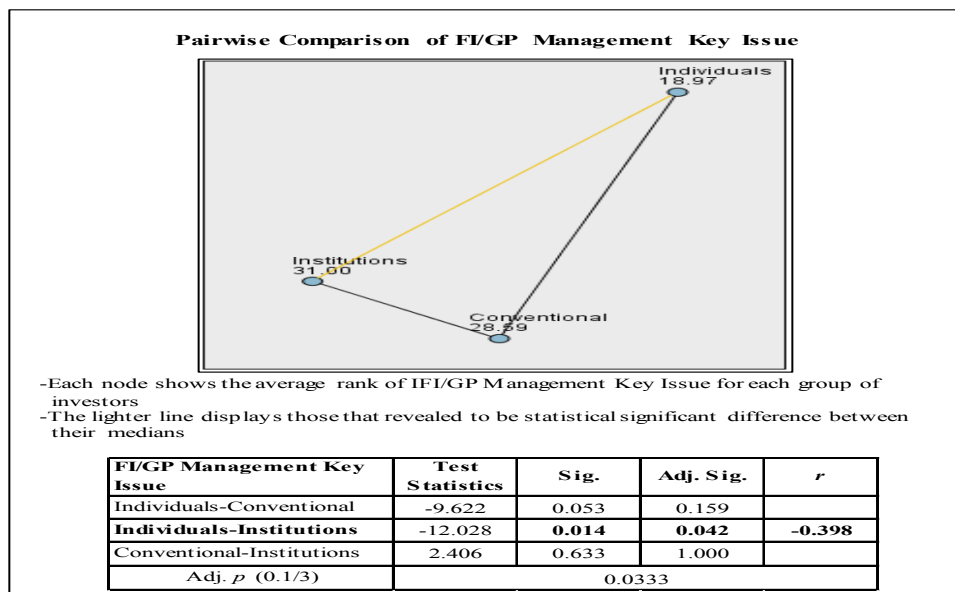 Pairwise Comparison of FI/GP Management Key Issue
Individuals
18.97
Institutions
31.00
Conventional
28.59
-Each node shows the average rank of IFI/GP Management Key Issue for each group of
investors
-The lighter line displays those that revealed to be statistical significant difference between
their medians
FI/GP Management Key Issue Test Statistics Sig. Adj. Sig. r
Individuals-Conventional -9.622 0.053 0.159
Individuals-Institutions -12.028 0.014 0.042 -0.398
Conventional-Institutions 2.406 0.633 1.000
Adj. p (0.1/3) 0.0333